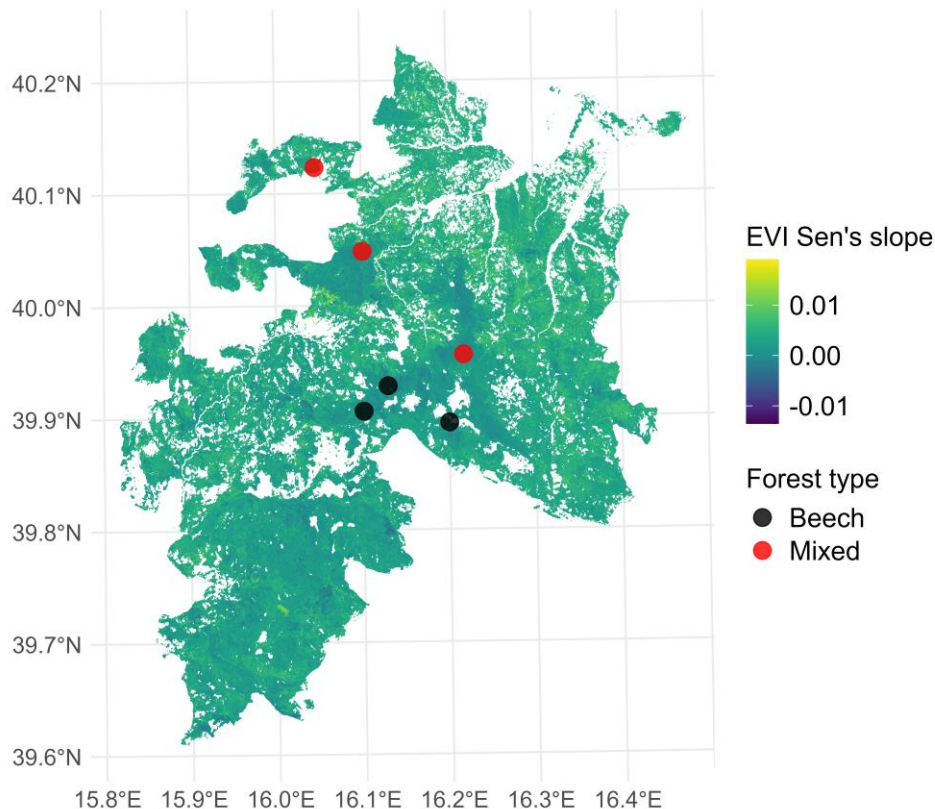 40.2°N
40.1°N
40.0°N
39.9°N
39.8°N
39.7°N
39.6°N
15.8°E 15.9°E 16.0°E 16.1°E 16.2°E 16.3°E 16.4°E
EVI Sen's slope
0.01
0.00
-0.01
Forest type
Beech
Mixed